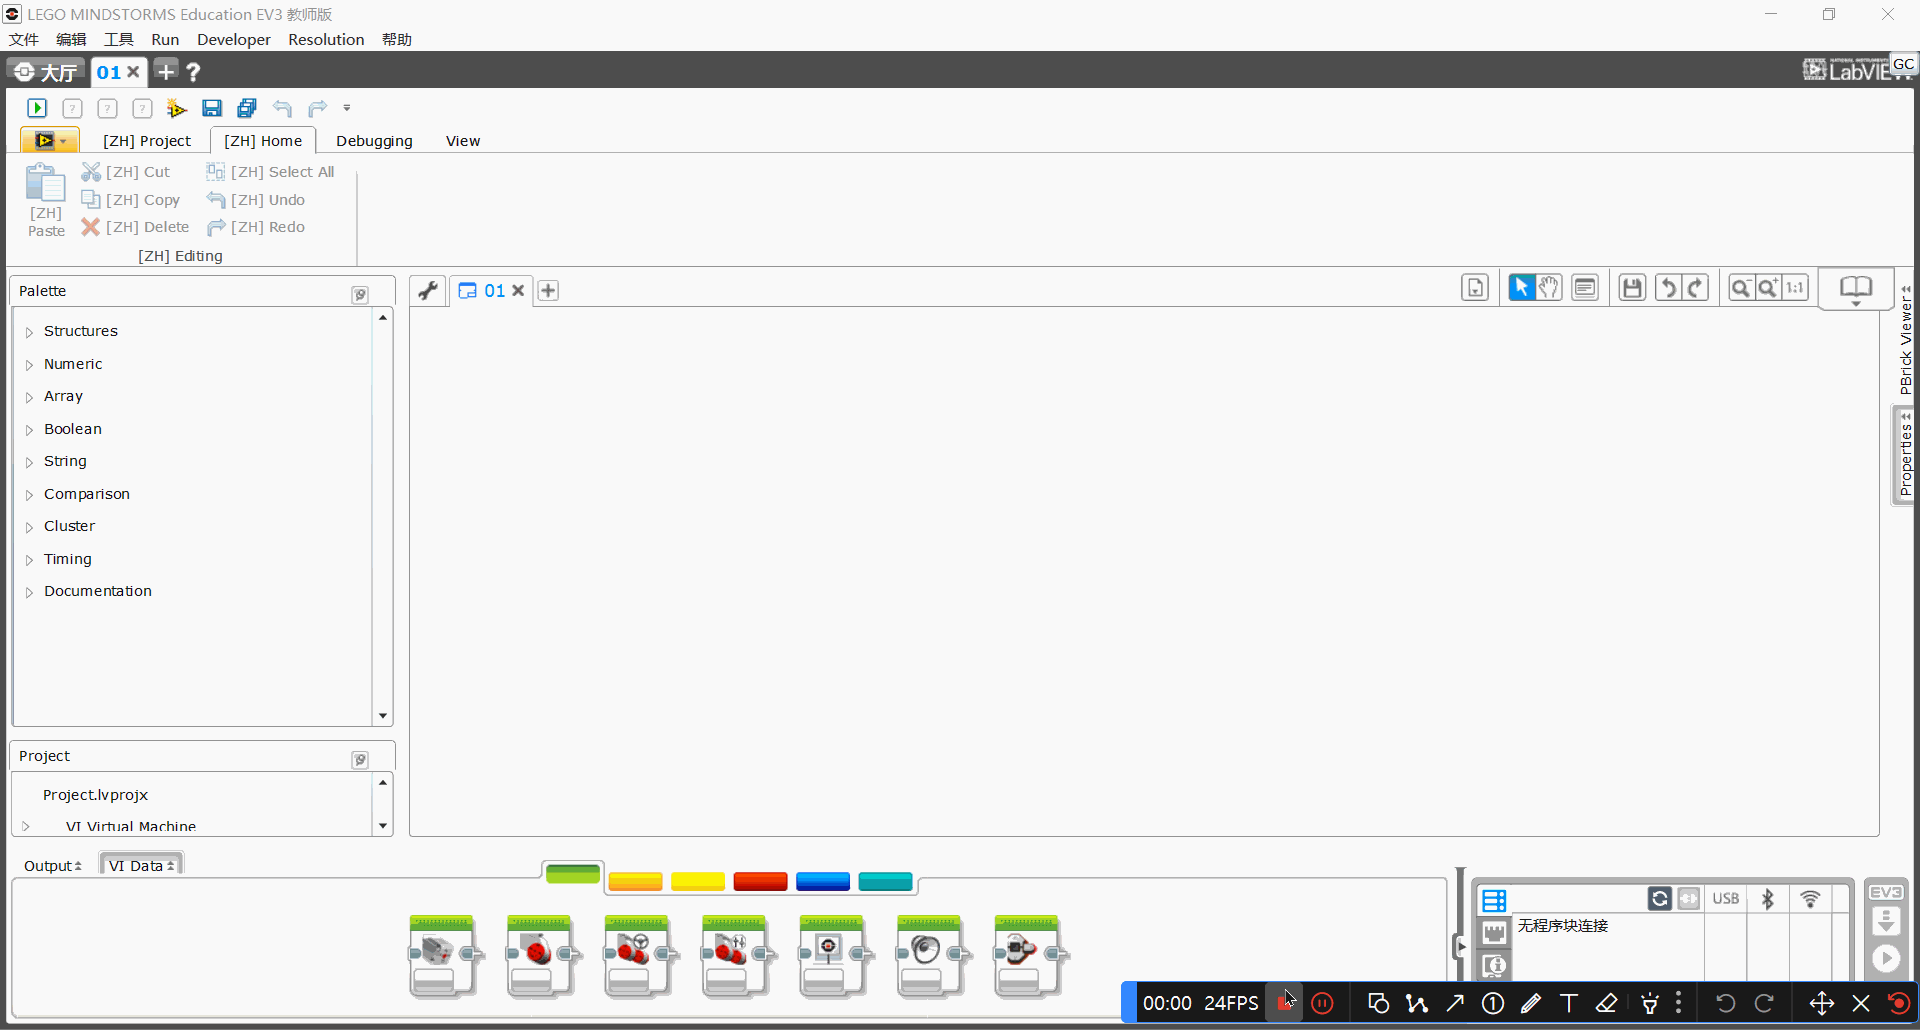 LEGO MINDSTORMS Education EV3 教师版
文件 编辑 工具 Run Developer Resolution 帮助
大厅 01
LabVIEW
GC
[ZH] Project [ZH] Home Debugging View
[ZH] Paste
[ZH] Cut [ZH] Select All
[ZH] Copy [ZH] Undo
[ZH] Delete [ZH] Redo
[ZH] Editing
Palette
01
1:1
Structures
Numeric
Array
Boolean
String
Comparison
Cluster
Timing
Documentation
PBrick Viewer
Properties
Project
Project.lvprojx
VI Virtual Machine
Output VI Data
USB
EV3
无程序块连接
00:00 24FPS